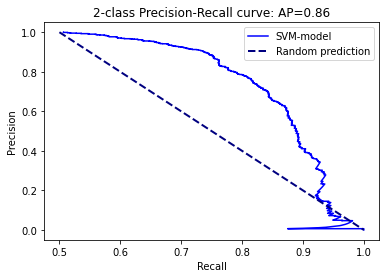 2-class Precision-Recall curve: AP=0.86
SVM-model
Random prediction
Precision
1.0
0.8
0.6
0.4
0.2
0.0
0.5 0.6 0.7 0.8 0.9 1.0
Recall